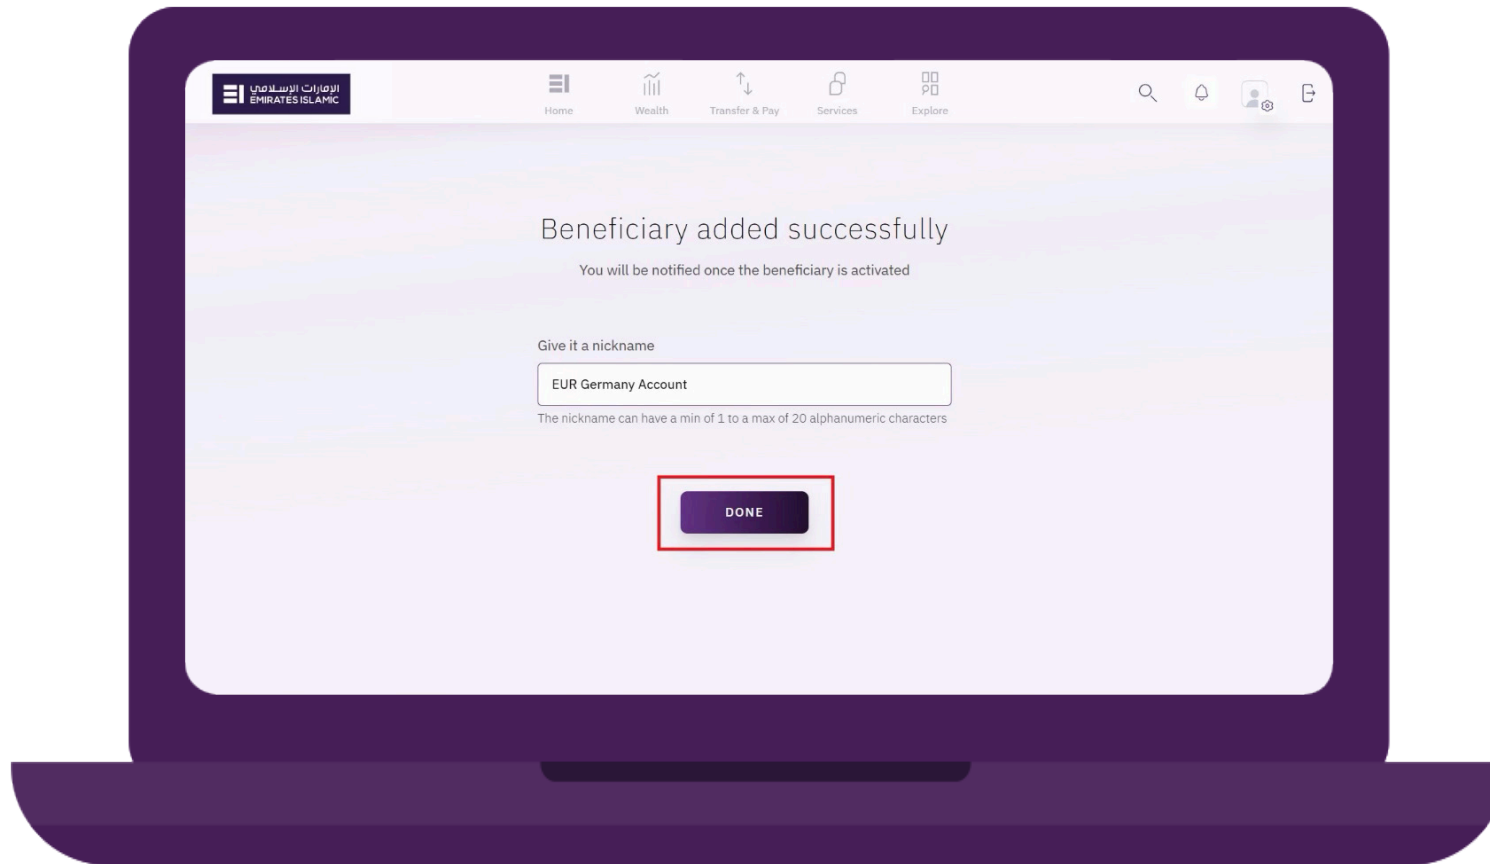 الإمارات الإسلامي
EMIRATES ISLAMIC
Home
Wealth
Transfer & Pay
Services
Explore
Beneficiary added successfully
You will be notified once the beneficiary is activated
Give it a nickname
EUR Germany Account
The nickname can have a min of 1 to a max of 20 alphanumeric characters
DONE